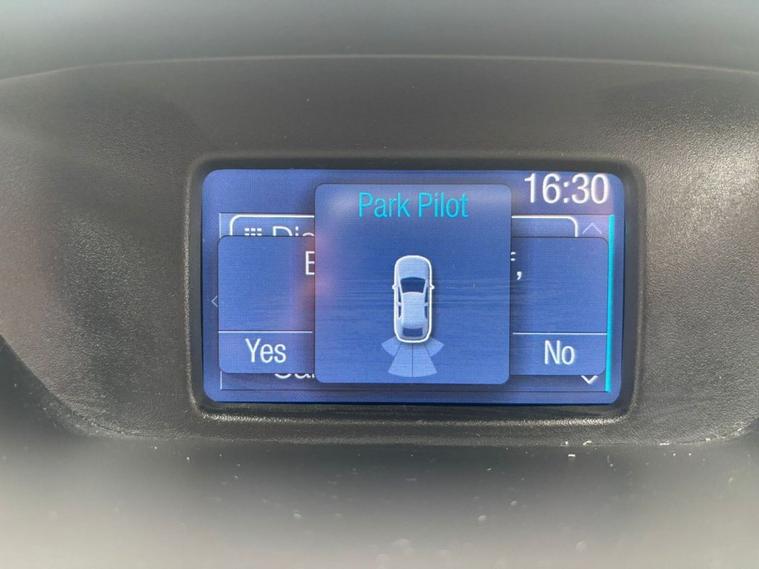 16:30
Park Pilot
Yes
No